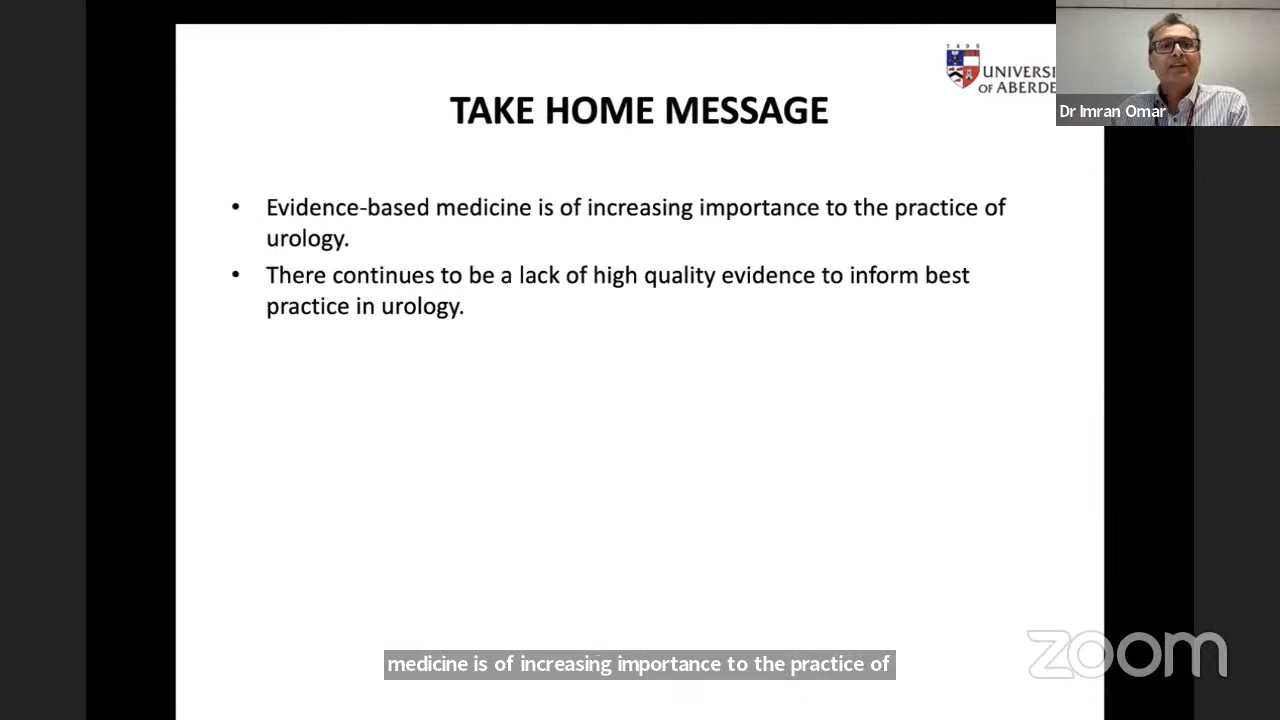 1495
UNIVERSI
OF ABERDE
Dr Imran Omar
TAKE HOME MESSAGE
• Evidence-based medicine is of increasing importance to the practice of
urology.
• There continues to be a lack of high quality evidence to inform best
practice in urology.
medicine is of increasing importance to the practice of
zoom